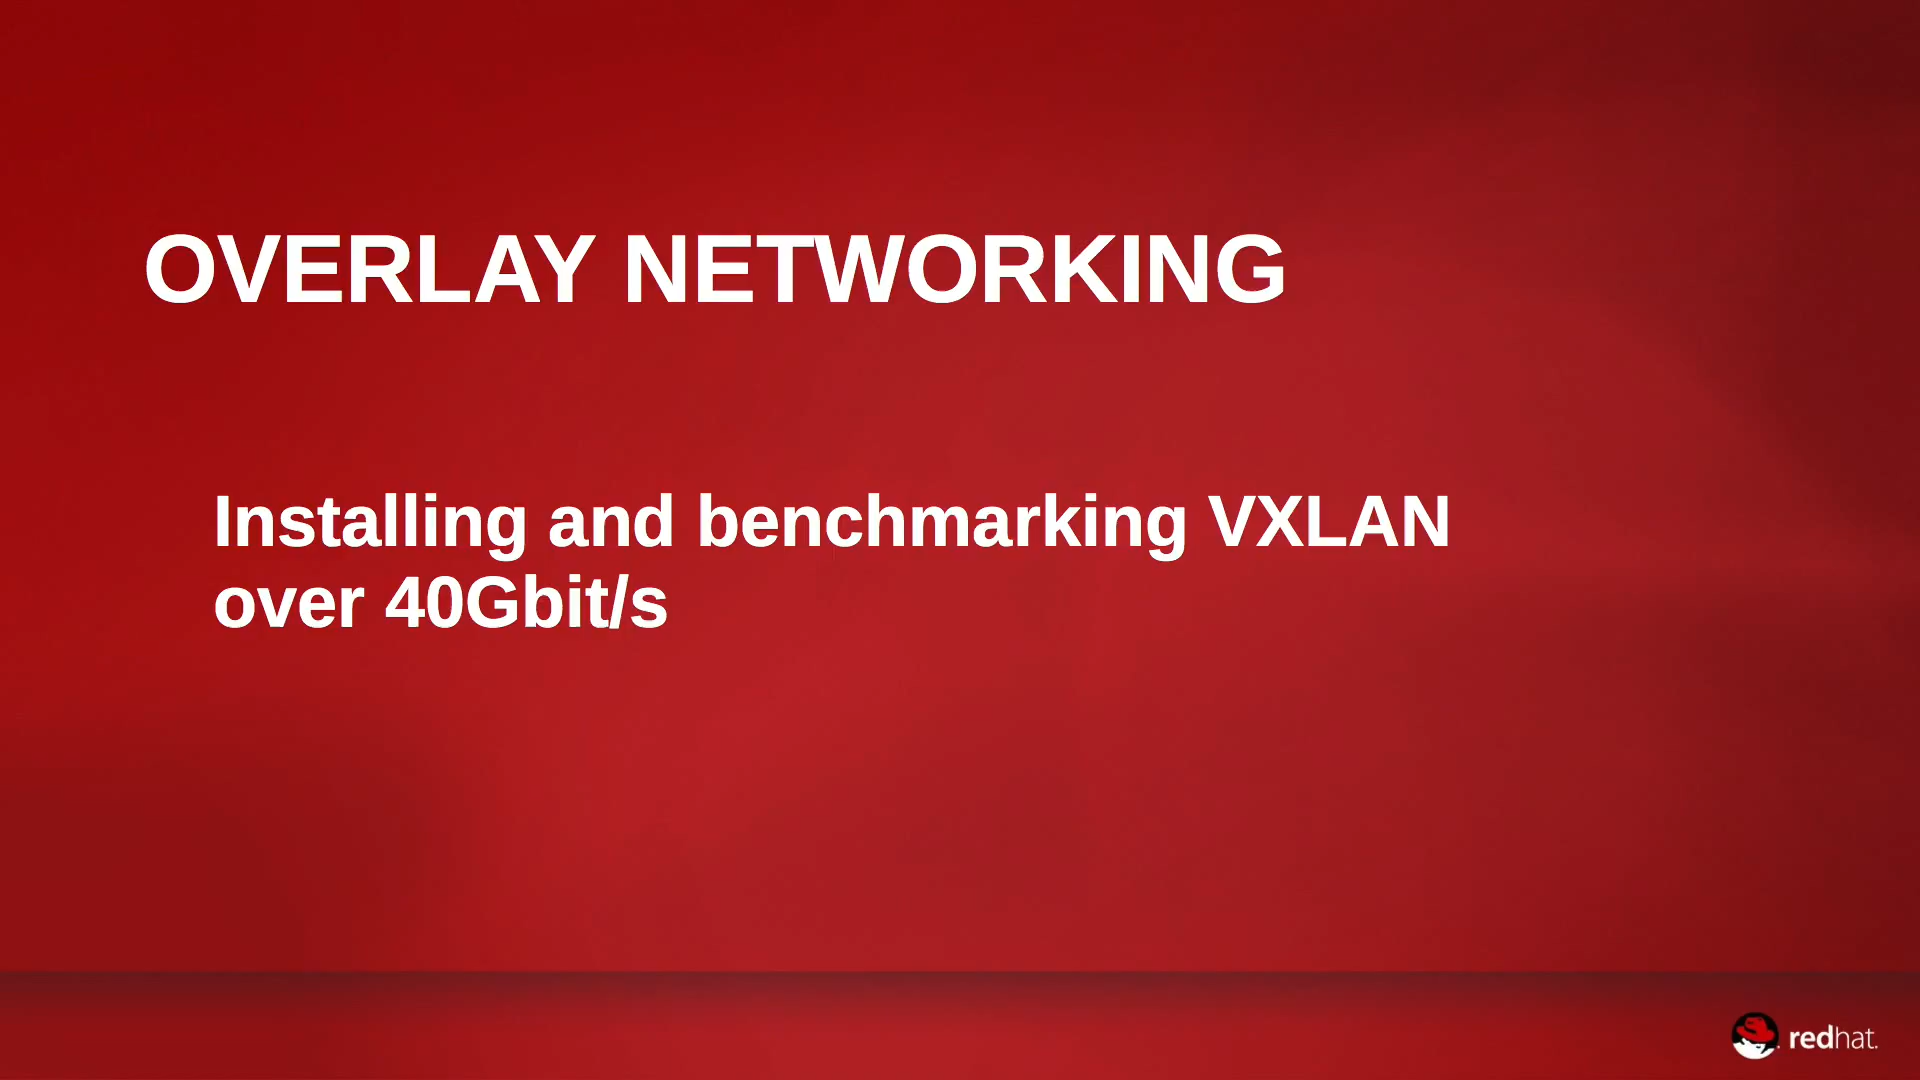 OVERLAY NETWORKING
Installing and benchmarking VXLAN
over 40Gbit/s
redhat.